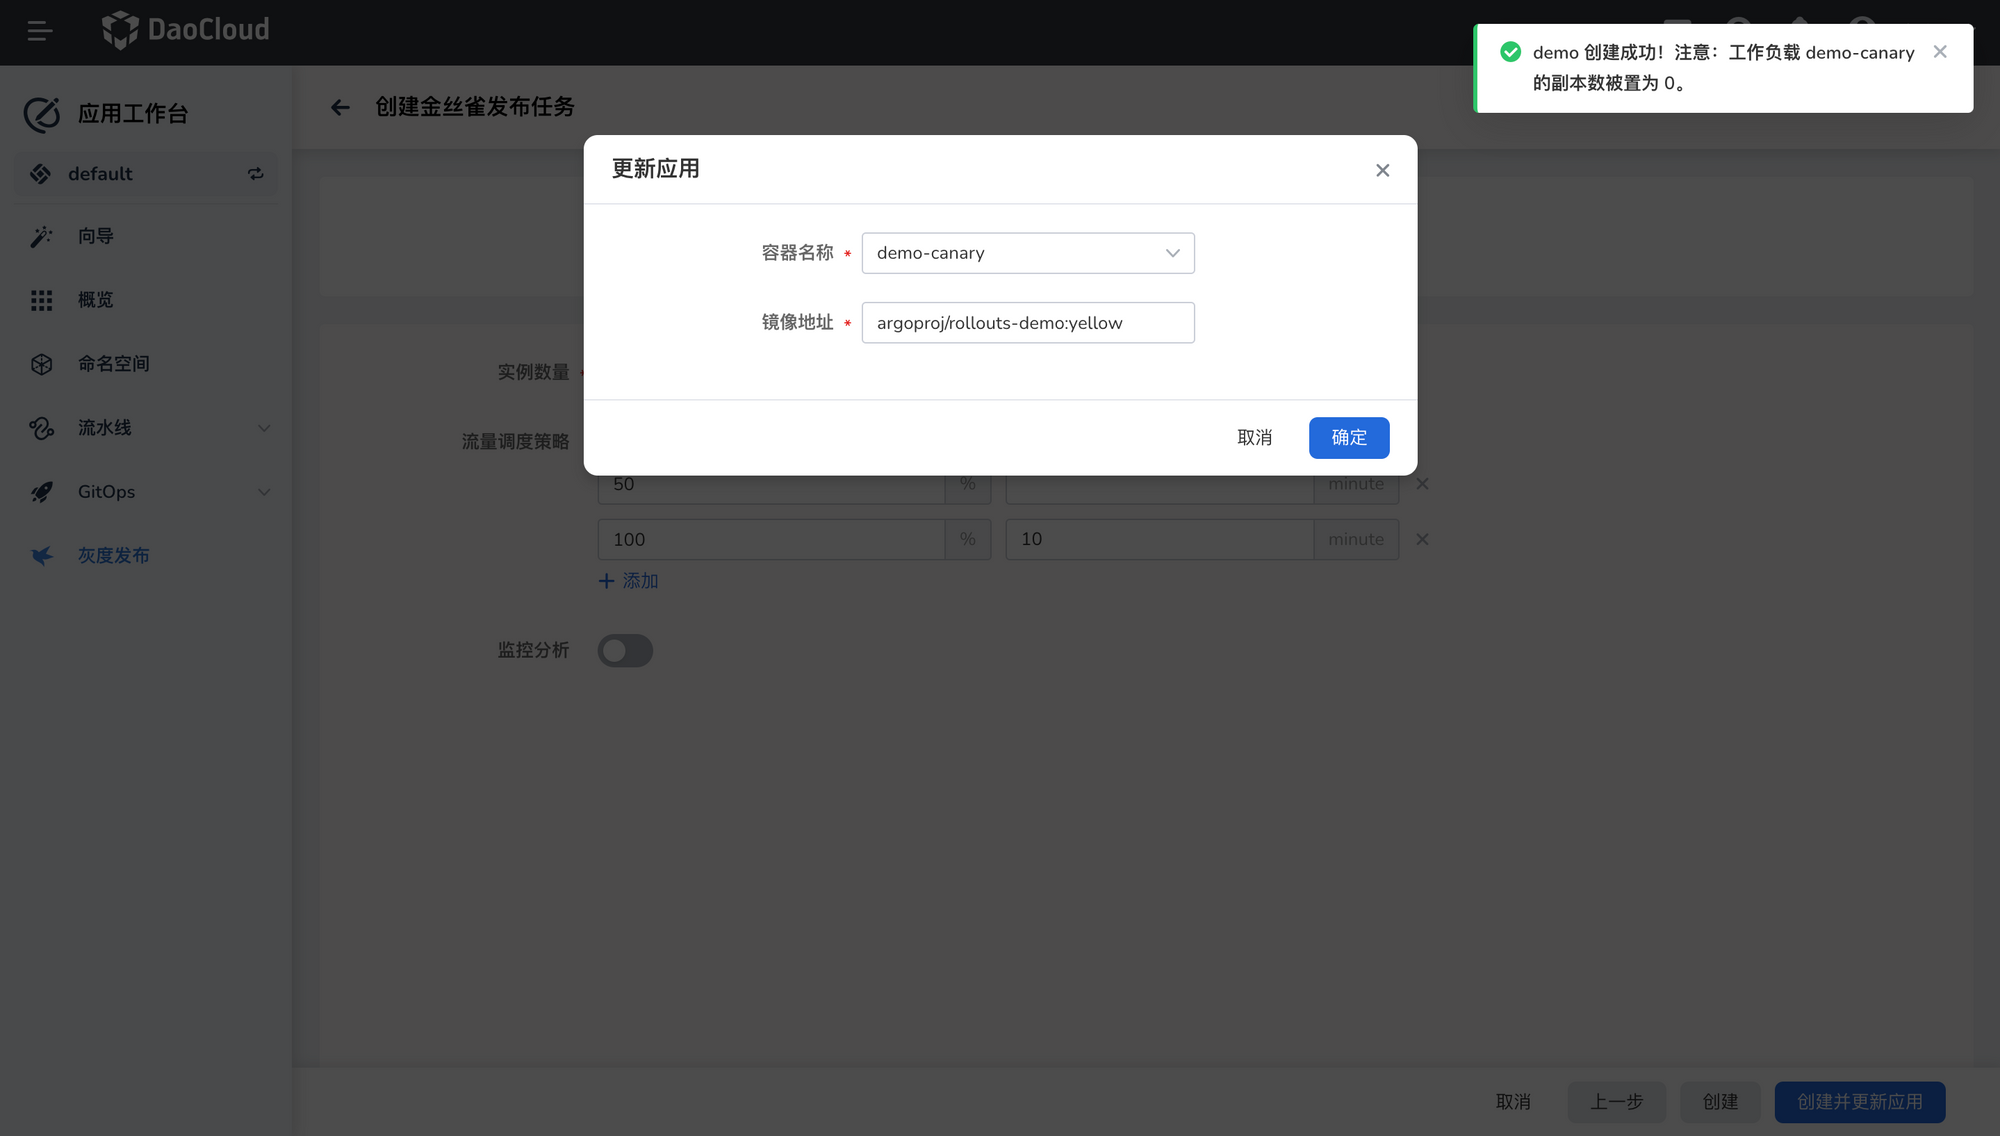 DaoCloud
demo 创建成功！注意：工作负载 demo-canary
的副本数被置为 0。
应用工作台
default
向导
概览
命名空间
流水线
GitOps
灰度发布
创建金丝雀发布任务
更新应用
容器名称 *
demo-canary
镜像地址 *
argoproj/rollouts-demo:yellow
取消
确定
实例数量 *
流量调度策略
50 % minute
100 % 10 minute
添加
监控分析
取消
上一步
创建
创建并更新应用